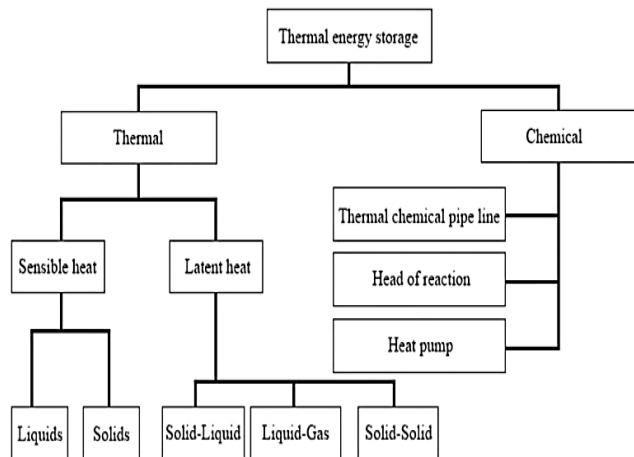 Thermal energy storage
Thermal
Chemical
Thermal chemical pipe line
Sensible heat
Latent heat
Head of reaction
Heat pump
Liquids
Solids
Solid-Liquid
Liquid-Gas
Solid-Solid